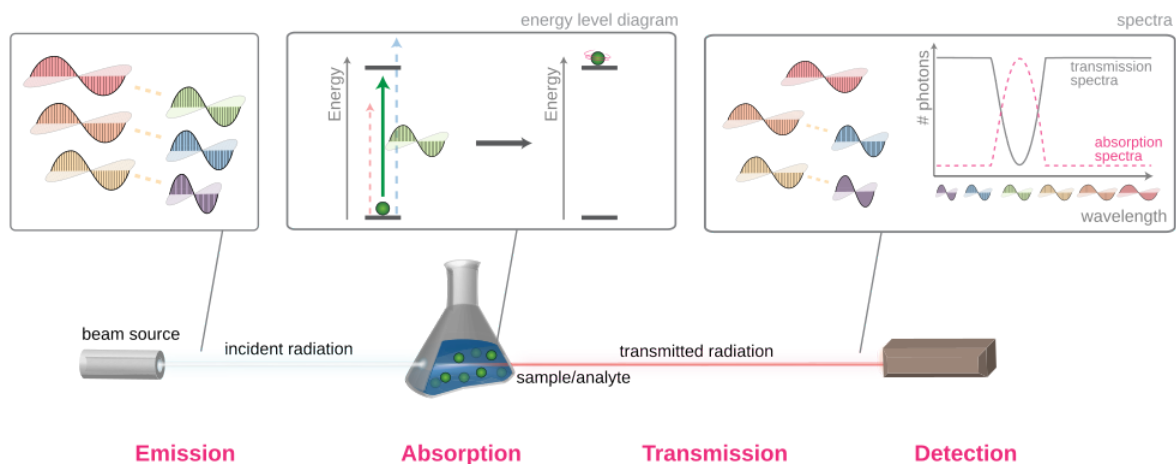 energy level diagram
spectra
Energy
Energy
# photons
transmission
spectra
absorption
spectra
wavelength
beam source
incident radiation
sample/analyte
transmitted radiation
Emission
Absorption
Transmission
Detection